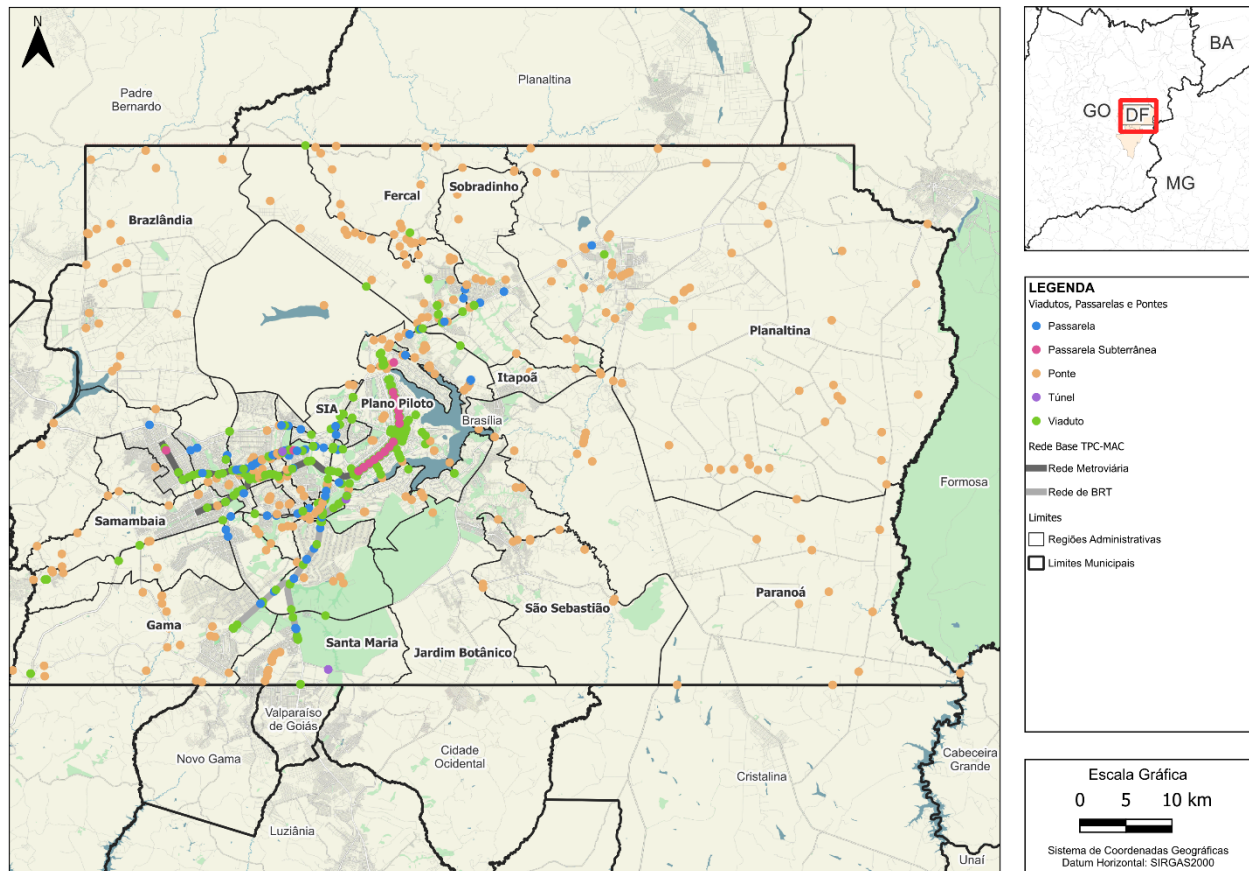 N
Padre
Bernardo
Planaltina
Sobradinho
Fercal
Brazlândia
Planaltina
Itapoã
SIA
Plano Piloto
Brasília
Formosa
Samambaia
Paranoá
São Sebastião
Gama
Santa Maria
Jardim Botânico
Valparaíso
de Goiás
Novo Gama
Cidade
Ocidental
Cristalina
Cabeceira
Grande
Luziânia
Unaí
BA
GO
DF
MG
LEGENDA
Viadutos, Passarelas e Pontes
Passarela
Passarela Subterrânea
Ponte
Túnel
Viaduto
Rede Base TPC-MAC
Rede Metroviária
Rede de BRT
Limites
Regiões Administrativas
Limites Municipais
Escala Gráfica
0 5 10 km
Sistema de Coordenadas Geográficas
Datum Horizontal: SIRGAS2000